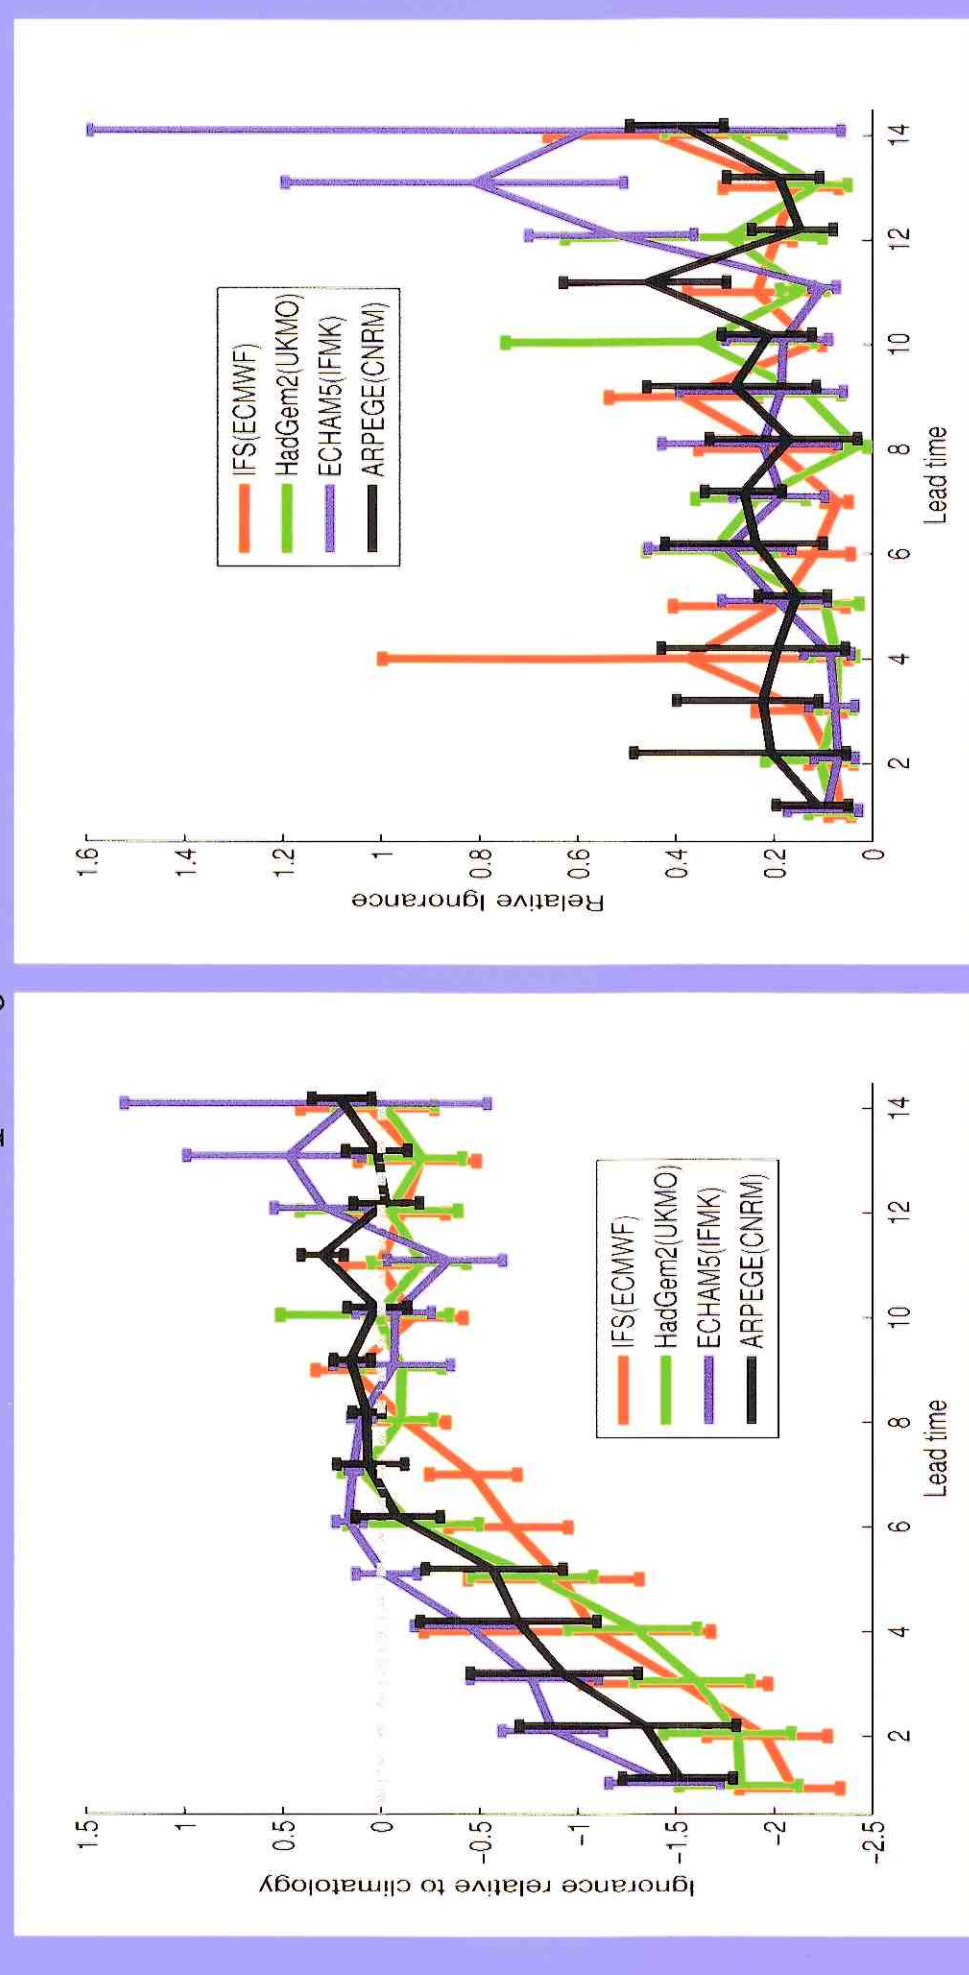 Ignorance relative to climatology
1.5
1
0.5
0
-0.5
-1
-1.5
-2
-2.5
IFS(ECMWF)
HadGem2(UKMO)
ECHAM5(IFMK)
ARPEGE(CNRM)
2
4
6
8
10
12
14
Lead time
Relative Ignorance
1.6
1.4
1.2
1
0.8
0.6
0.4
0.2
0
IFS(ECMWF)
HadGem2(UKMO)
ECHAM5(IFMK)
ARPEGE(CNRM)
2
4
6
8
10
12
14
Lead time